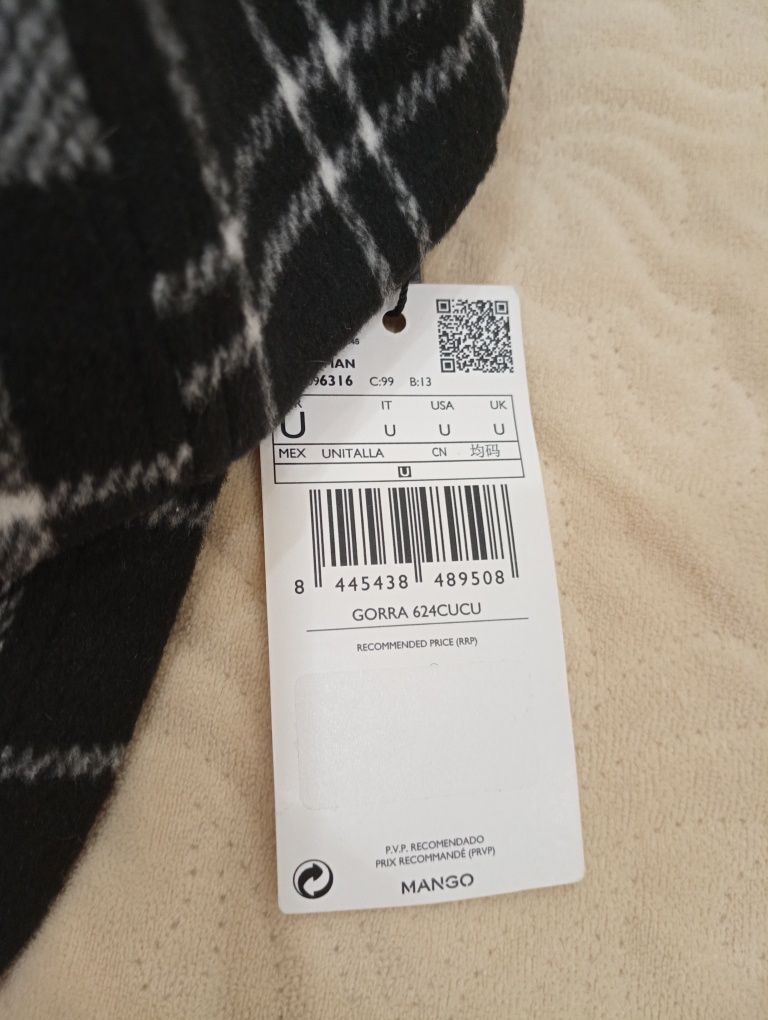 96316 C:99 B:13
IT USA UK
U U U U
MEX UNITALLA CN 均码
U
8 445438 489508
GORRA 624CUCU
RECOMMENDED PRICE (RRP)
P.V.P. RECOMENDADO
PRIX RECOMMANDÉ (PRVP)
MANGO